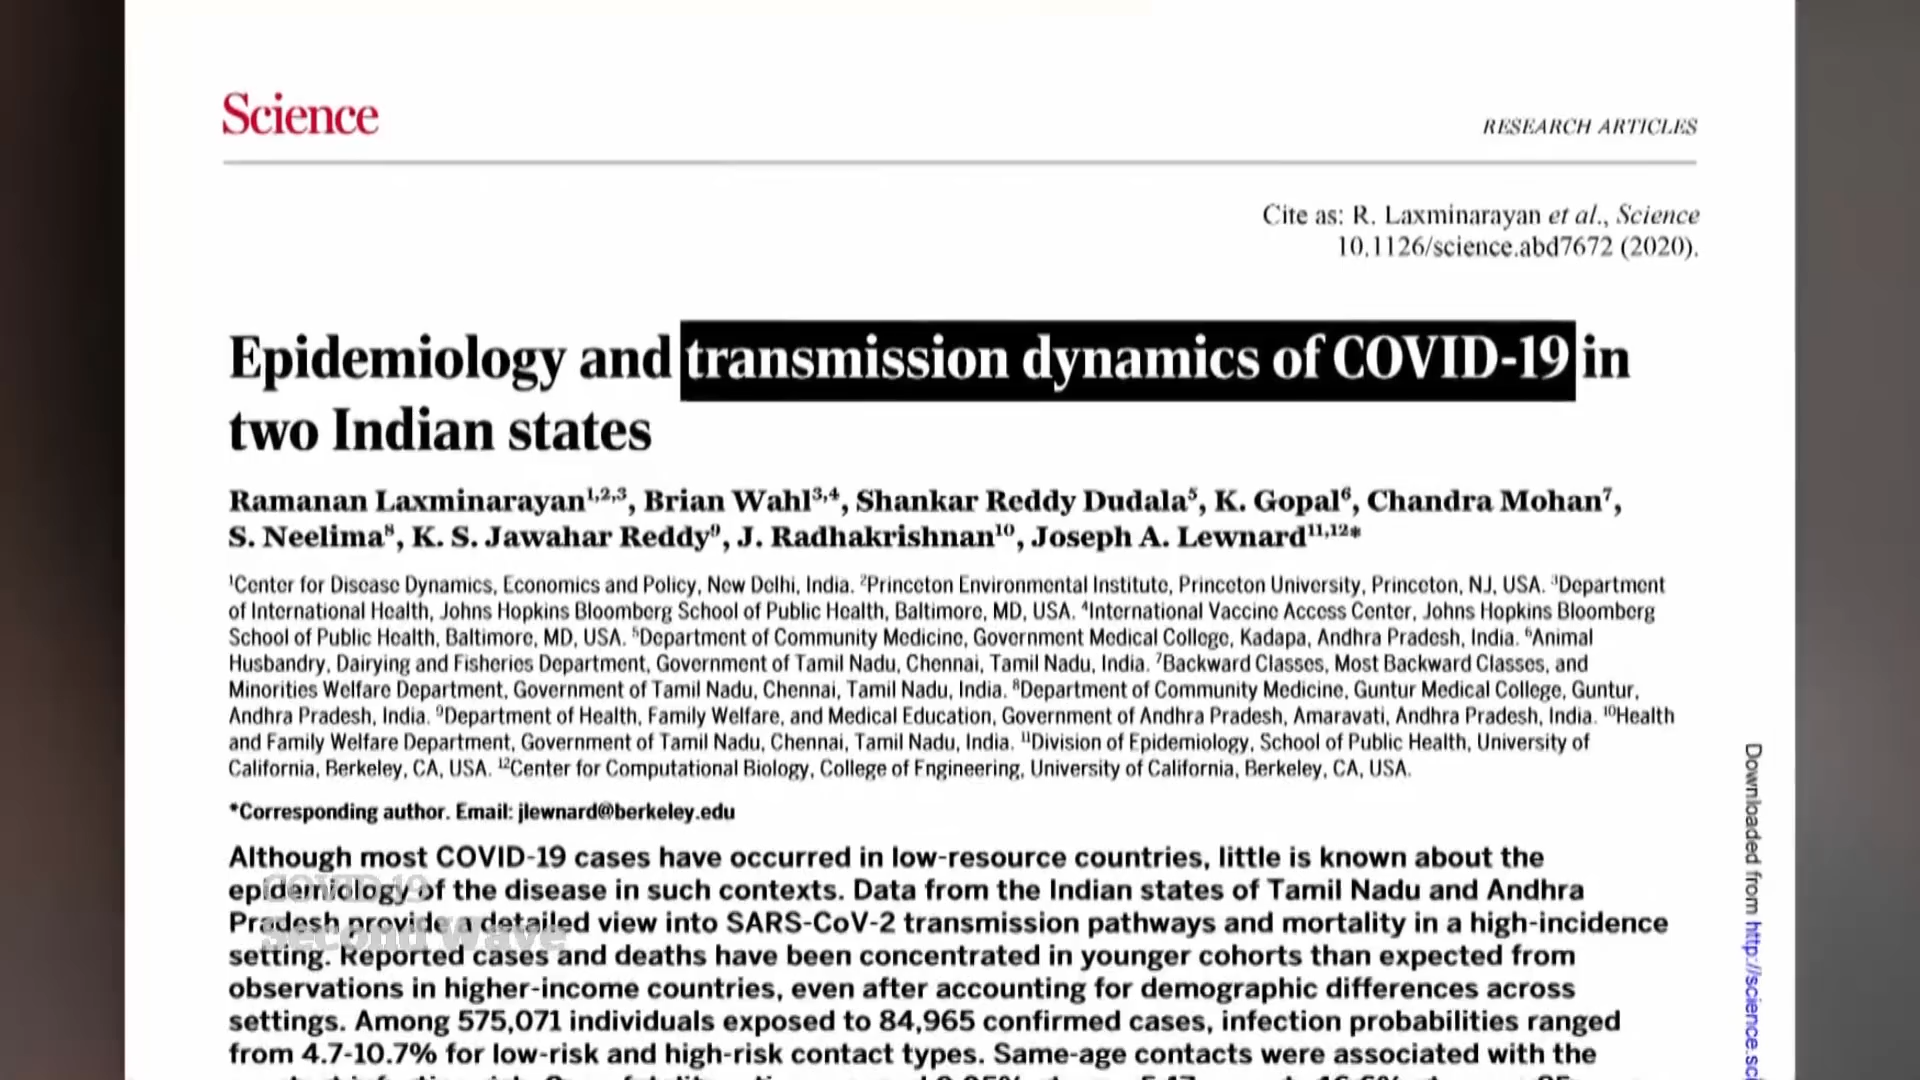 Science
RESEARCH ARTICLES
Cite as: R. Laxminarayan et al., Science
10.1126/science.abd7672 (2020).
Epidemiology and transmission dynamics of COVID-19 in
two Indian states
Ramanan Laxminarayan1,2,3, Brian Wahl3,4, Shankar Reddy Dudala5, K. Gopal6, Chandra Mohan7,
S. Neelima8, K. S. Jawahar Reddy9, J. Radhakrishnan10, Joseph A. Lewnard11,12*
1Center for Disease Dynamics, Economics and Policy, New Delhi, India. 2Princeton Environmental Institute, Princeton University, Princeton, NJ, USA. 3Department
of International Health, Johns Hopkins Bloomberg School of Public Health, Baltimore, MD, USA. 4International Vaccine Access Center, Johns Hopkins Bloomberg
School of Public Health, Baltimore, MD, USA. 5Department of Community Medicine, Government Medical College, Kadapa, Andhra Pradesh, India. 6Animal
Husbandry, Dairying and Fisheries Department, Government of Tamil Nadu, Chennai, Tamil Nadu, India. 7Backward Classes, Most Backward Classes, and
Minorities Welfare Department, Government of Tamil Nadu, Chennai, Tamil Nadu, India. 8Department of Community Medicine, Guntur Medical College, Guntur,
Andhra Pradesh, India. 9Department of Health, Family Welfare, and Medical Education, Government of Andhra Pradesh, Amaravati, Andhra Pradesh, India. 10Health
and Family Welfare Department, Government of Tamil Nadu, Chennai, Tamil Nadu, India. 11Division of Epidemiology, School of Public Health, University of
California, Berkeley, CA, USA. 12Center for Computational Biology, College of Engineering, University of California, Berkeley, CA, USA.
*Corresponding author. Email: jlewnard@berkeley.edu
Although most COVID-19 cases have occurred in low-resource countries, little is known about the
epidemiology of the disease in such contexts. Data from the Indian states of Tamil Nadu and Andhra
Pradesh provide a detailed view into SARS-CoV-2 transmission pathways and mortality in a high-incidence
setting. Reported cases and deaths have been concentrated in younger cohorts than expected from
observations in higher-income countries, even after accounting for demographic differences across
settings. Among 575,071 individuals exposed to 84,965 confirmed cases, infection probabilities ranged
from 4.7-10.7% for low-risk and high-risk contact types. Same-age contacts were associated with the
COVID-19
Second Wave
Downloaded from http://science.sci